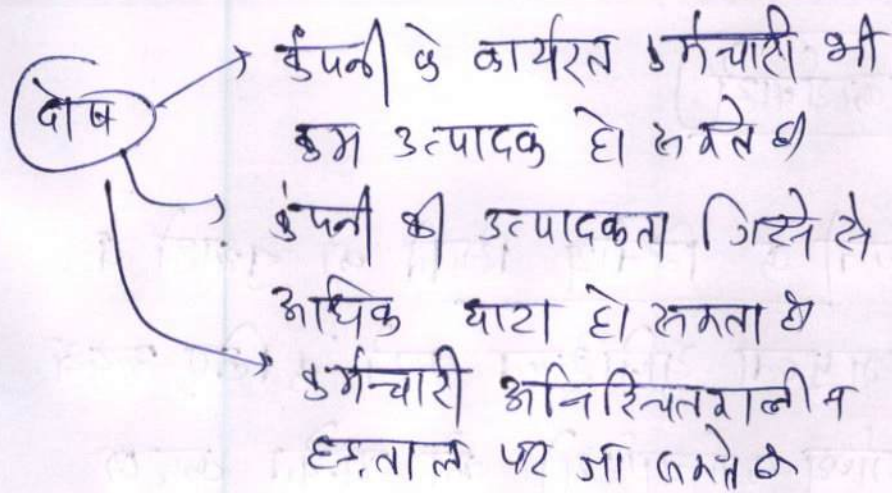 दोष
कंपनी के कार्यरत कर्मचारी भी
कम उत्पादक हो सकते है
कंपनी की उत्पादकता गिरने से
आर्थिक घाटा हो सकता है
कर्मचारी अनिश्चितकालीन
हड़ताल पर जा सकते है